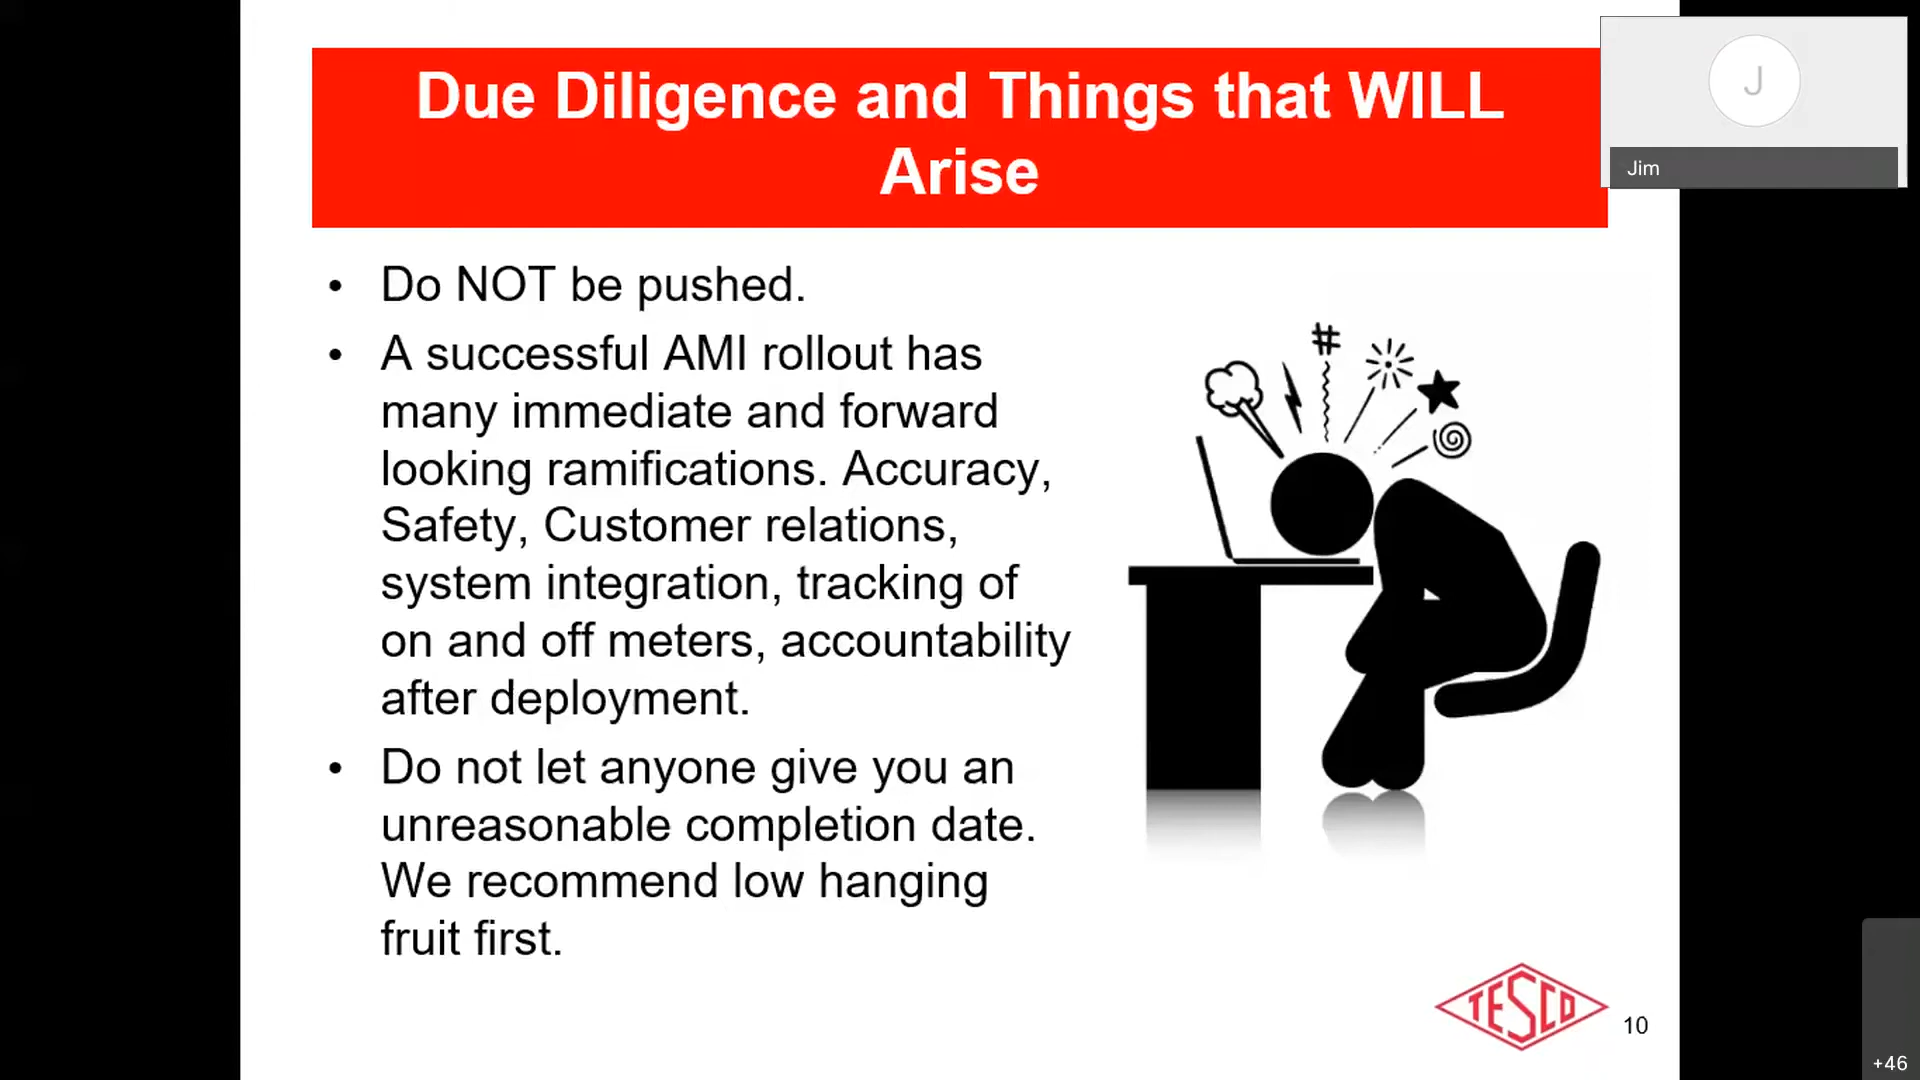 Due Diligence and Things that WILL
Arise
J
Jim
• Do NOT be pushed.
• A successful AMI rollout has
many immediate and forward
looking ramifications. Accuracy,
Safety, Customer relations,
system integration, tracking of
on and off meters, accountability
after deployment.
• Do not let anyone give you an
unreasonable completion date.
We recommend low hanging
fruit first.
#
TESCO
10
+46